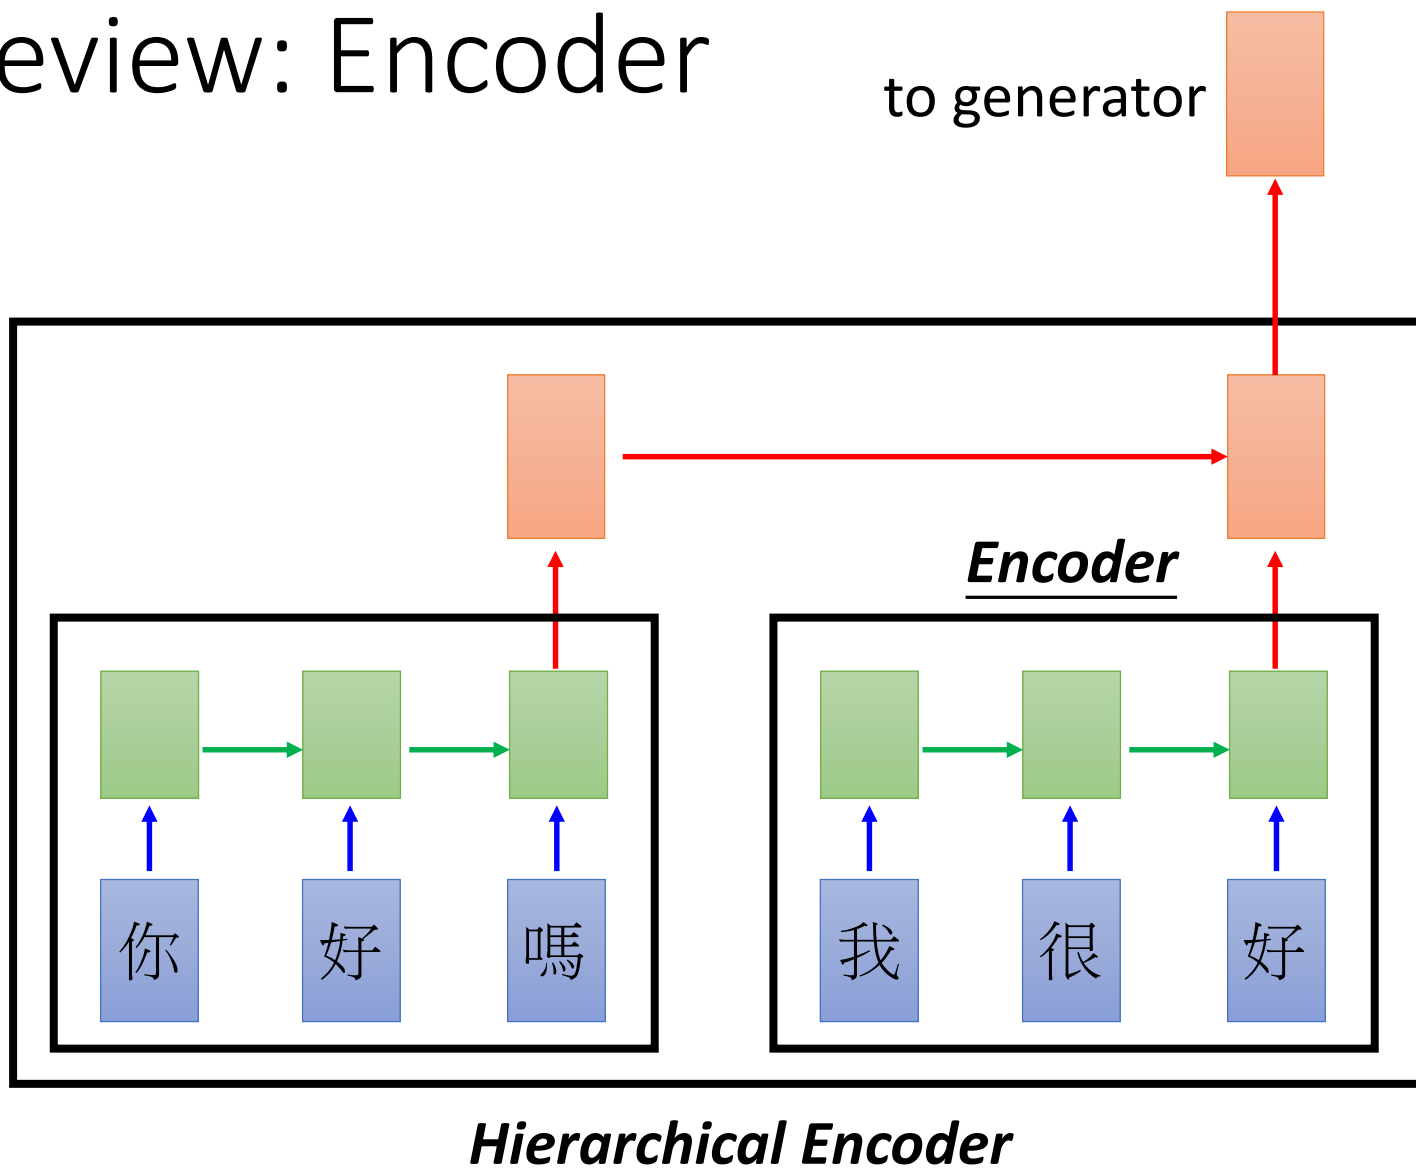 eview: Encoder
to generator
Encoder
你 好 嗎 我 很 好
Hierarchical Encoder